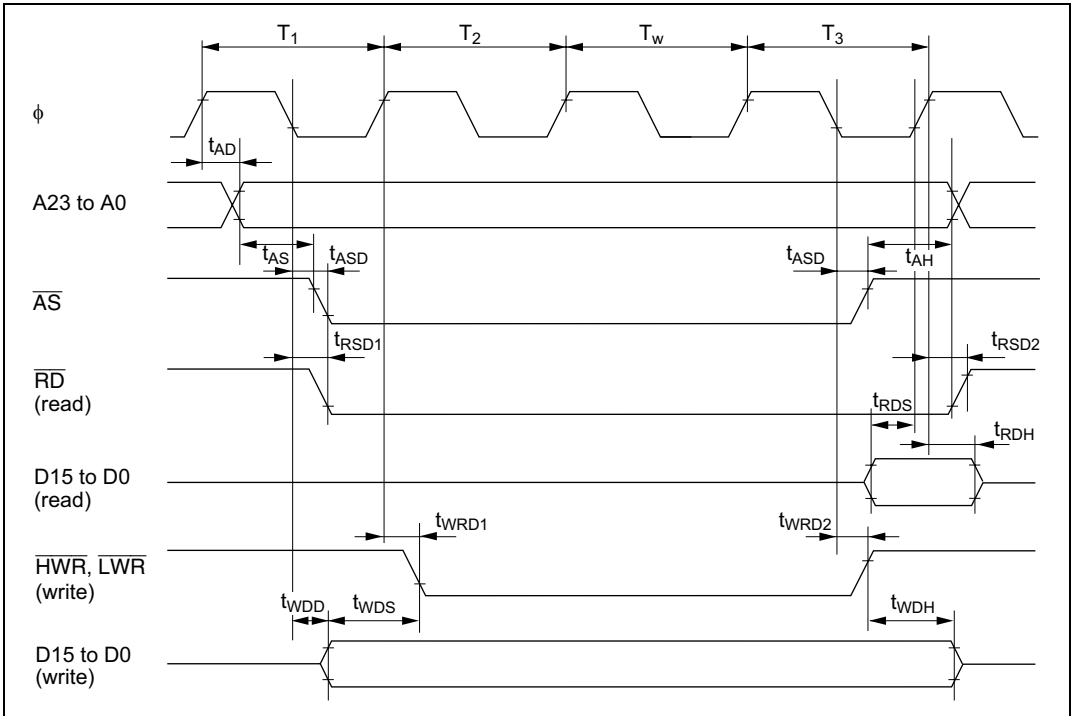 T1 T2 Tw T3
φ
tAD
A23 to A0
tAS tASD tASD tAH
AS
tRSD1 tRSD2
RD
(read)
tRDS
tRDH
D15 to D0
(read)
tWRD1 tWRD2
HWR, LWR
(write)
tWDD tWDS tWDH
D15 to D0
(write)